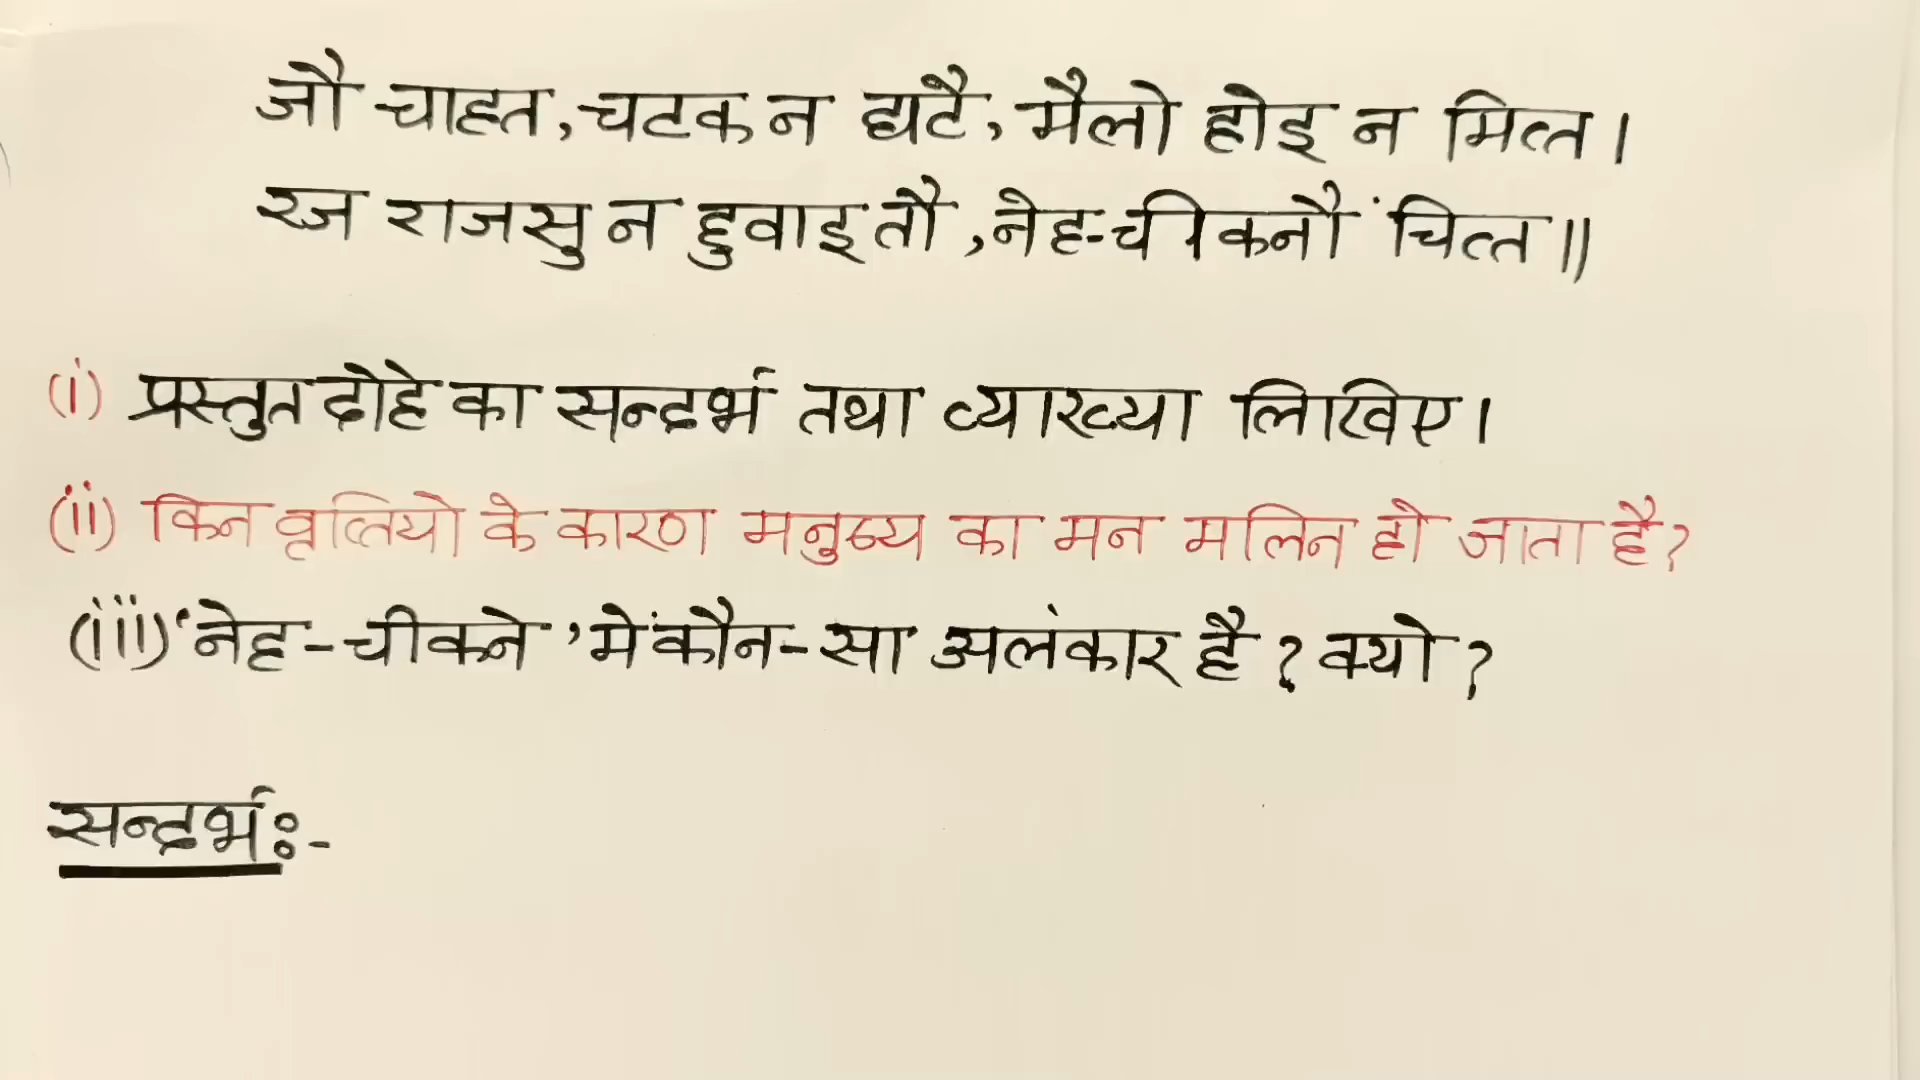 जौ चाहत, चटक न घटै, मैलो होइ न मित्त।
रज राजसु न छुवाइ तौ, नेह-चीकनौं चित्त॥
(i) प्रस्तुत दोहे का सन्दर्भ तथा व्याख्या लिखिए।
(ii) किन वृत्तियो के कारण मनुष्य का मन मलिन हो जाता है?
(iii) 'नेह-चीकने' में कौन-सा अलंकार है? क्यो?
सन्दर्भ:-